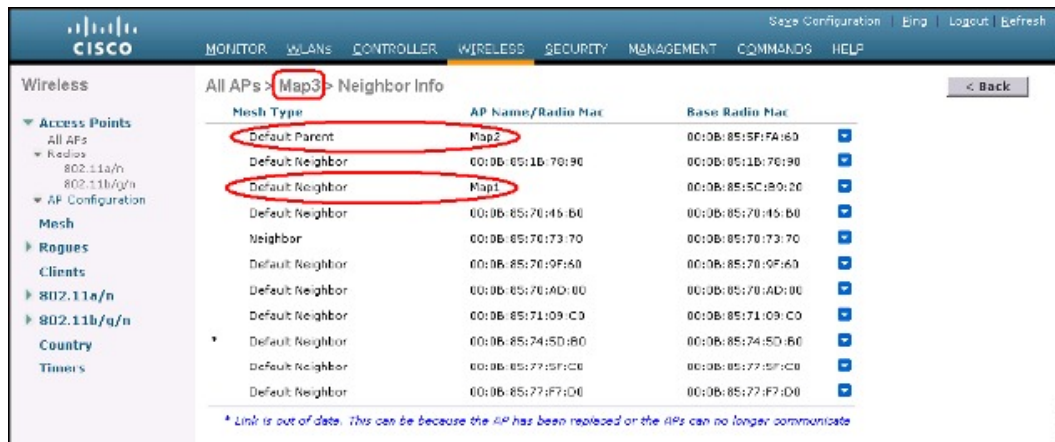 Save Configuration | Ping | Logout | Refresh
CISCO
MONITOR WLANs CONTROLLER WIRELESS SECURITY MANAGEMENT COMMANDS HELP
Wireless
Access Points
All APs
Radios
802.11a/n
802.11b/g/n
AP Configuration
Mesh
Rogues
Clients
802.11a/n
802.11b/g/n
Country
Timers
All APs > Map3 > Neighbor Info
< Back
Mesh Type AP Name/Radio Mac Base Radio Mac
Default Parent Map2 00:0B:85:5F:FA:60
Default Neighbor 00:0B:85:1B:78:90 00:0B:85:1B:78:90
Default Neighbor Map1 00:0B:85:5C:B9:20
Default Neighbor 00:0B:85:70:46:B0 00:0B:85:70:46:B0
Neighbor 00:0B:85:70:73:70 00:0B:85:70:73:70
Default Neighbor 00:0B:85:70:9F:60 00:0B:85:70:9F:60
Default Neighbor 00:0B:85:70:AD:00 00:0B:85:70:AD:00
Default Neighbor 00:0B:85:71:09:C0 00:0B:85:71:09:C0
* Default Neighbor 00:0B:85:74:5D:B0 00:0B:85:74:5D:B0
Default Neighbor 00:0B:85:77:5F:C0 00:0B:85:77:5F:C0
Default Neighbor 00:0B:85:77:F7:D0 00:0B:85:77:F7:D0
* Link is out of date. This can be because the AP has been replaced or the APs can no longer communicate